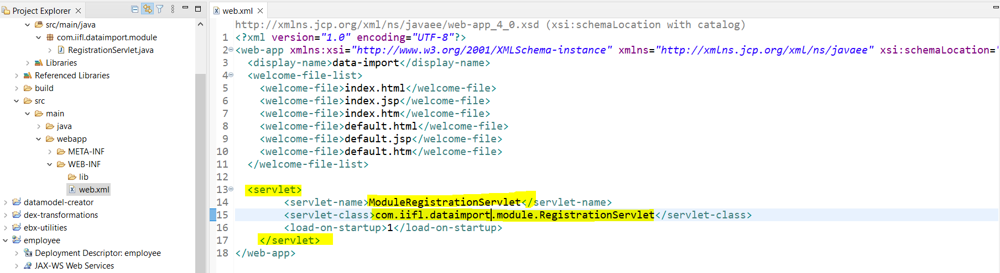 Project Explorer
src/main/java
com.iifl.dataimport.module
RegistrationServlet.java
Libraries
Referenced Libraries
build
src
main
java
webapp
META-INF
WEB-INF
lib
web.xml
datamodel-creator
dex-transformations
ebx-utilities
employee
Deployment Descriptor: employee
JAX-WS Web Services
web.xml
http://xmlns.jcp.org/xml/ns/javaee/web-app_4_0.xsd (xsi:schemaLocation with catalog)
1 <?xml version="1.0" encoding="UTF-8"?>
2 <web-app xmlns:xsi="http://www.w3.org/2001/XMLSchema-instance" xmlns="http://xmlns.jcp.org/xml/ns/javaee" xsi:schemaLocation="
3 <display-name>data-import</display-name>
4 <welcome-file-list>
5 <welcome-file>index.html</welcome-file>
6 <welcome-file>index.jsp</welcome-file>
7 <welcome-file>index.htm</welcome-file>
8 <welcome-file>default.html</welcome-file>
9 <welcome-file>default.jsp</welcome-file>
10 <welcome-file>default.htm</welcome-file>
11 </welcome-file-list>
12
13 <servlet>
14 <servlet-name>ModuleRegistrationServlet</servlet-name>
15 <servlet-class>com.iifl.dataimport.module.RegistrationServlet</servlet-class>
16 <load-on-startup>1</load-on-startup>
17 </servlet>
18 </web-app>